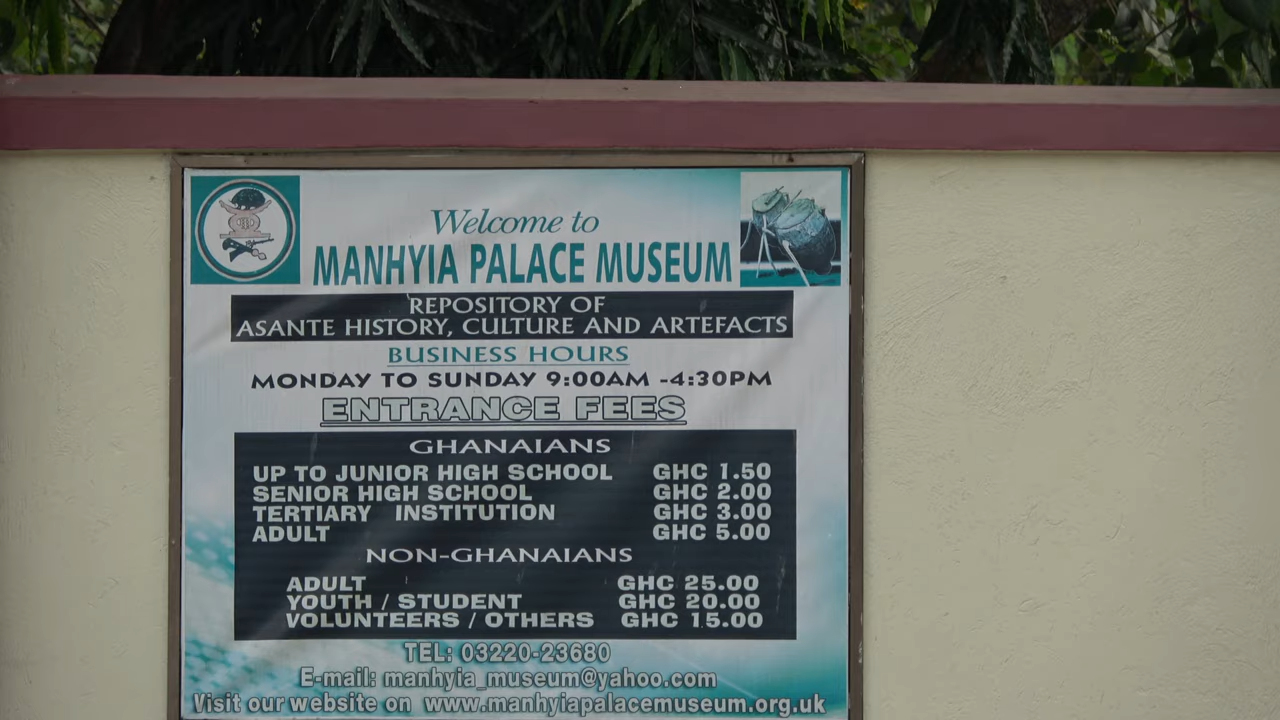 Welcome to
MANHYIA PALACE MUSEUM
REPOSITORY OF
ASANTE HISTORY, CULTURE AND ARTEFACTS
BUSINESS HOURS
MONDAY TO SUNDAY 9:00AM -4:30PM
ENTRANCE FEES
GHANAIANS
UP TO JUNIOR HIGH SCHOOL GHC 1.50
SENIOR HIGH SCHOOL GHC 2.00
TERTIARY INSTITUTION GHC 3.00
ADULT GHC 5.00
NON-GHANAIANS
ADULT GHC 25.00
YOUTH / STUDENT GHC 20.00
VOLUNTEERS / OTHERS GHC 15.00
TEL: 03220-23680
E-mail: manhyia_museum@yahoo.com
Visit our website on www.manhyiapalacemuseum.org.uk